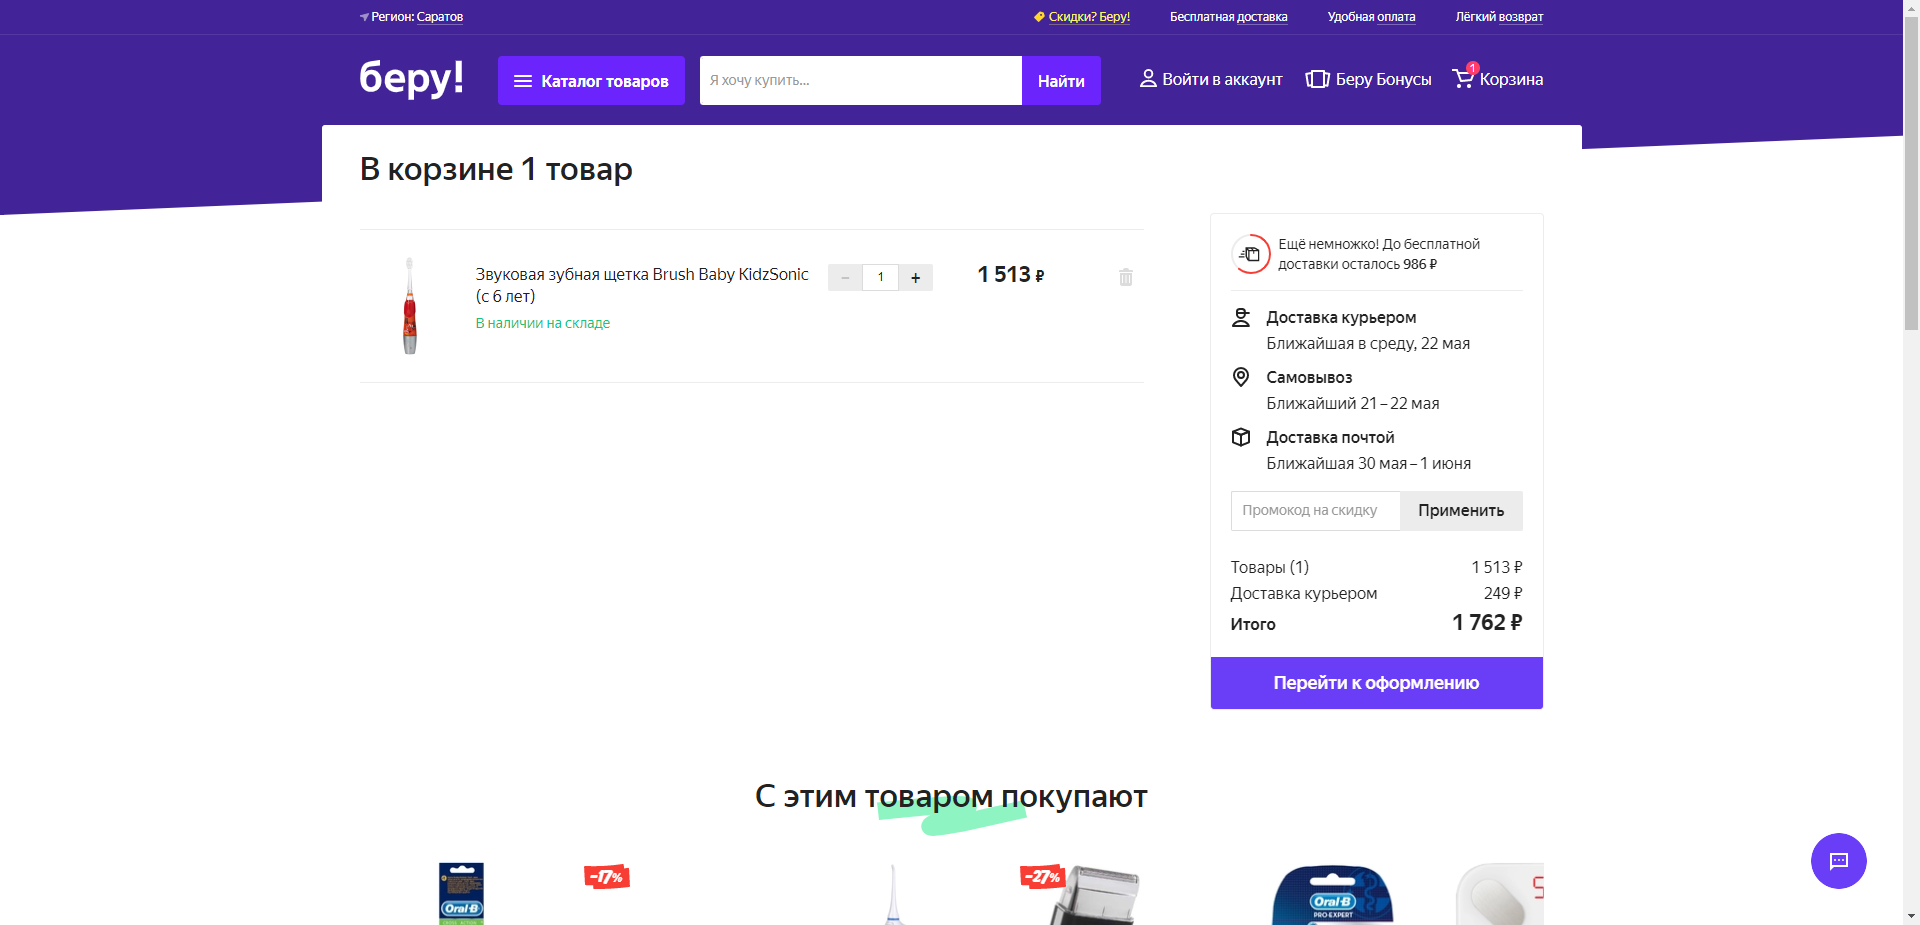 Регион: Саратов
Скидки? Беру!
Бесплатная доставка
Удобная оплата
Лёгкий возврат
беру!
Каталог товаров
Я хочу купить...
Найти
Войти в аккаунт
Беру Бонусы
1
Корзина
В корзине 1 товар
Звуковая зубная щетка Brush Baby KidzSonic
(с 6 лет)
В наличии на складе
− 1 +
1 513 ₽
Ещё немножко! До бесплатной
доставки осталось 986 ₽
Доставка курьером
Ближайшая в среду, 22 мая
Самовывоз
Ближайший 21 – 22 мая
Доставка почтой
Ближайшая 30 мая – 1 июня
Промокод на скидку
Применить
Товары (1) 1 513 ₽
Доставка курьером 249 ₽
Итого 1 762 ₽
Перейти к оформлению
С этим товаром покупают
Oral-B
-17%
-27%
Oral-B
PRO-EXPERT